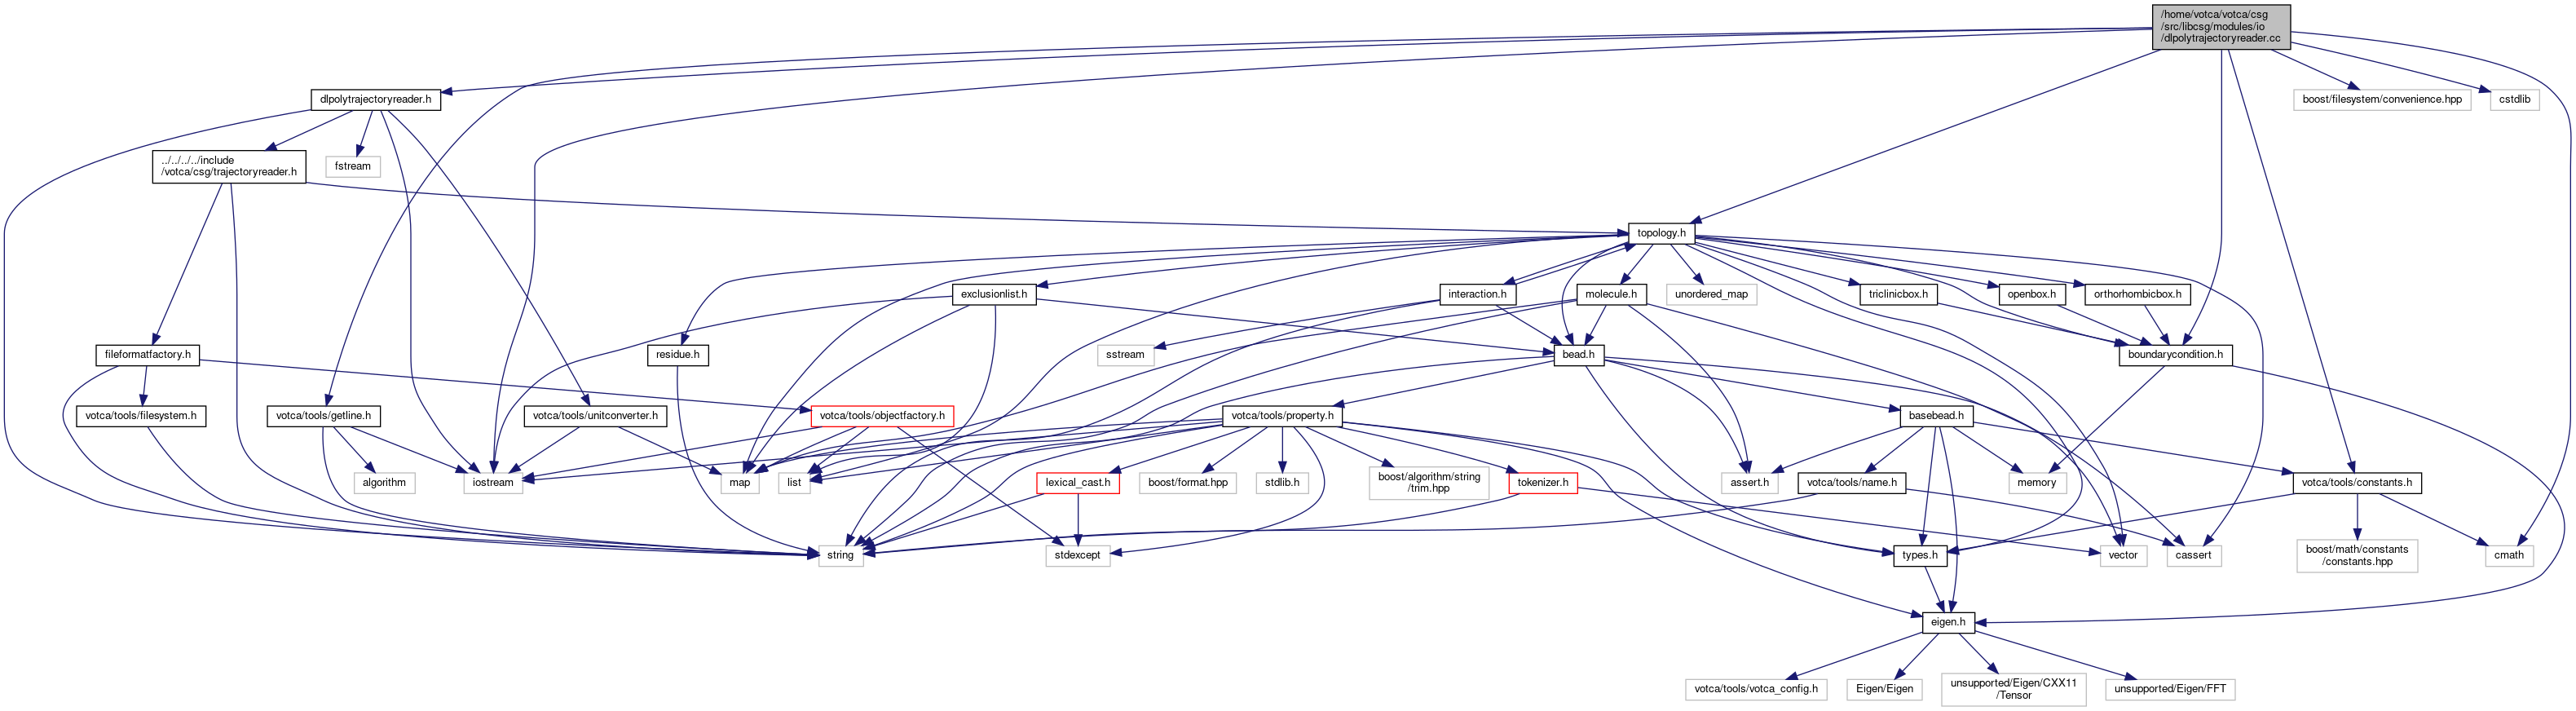 /home/votca/votca/csg
/src/libcsg/modules/io
/dlpolytrajectoryreader.cc
dlpolytrajectoryreader.h
boost/filesystem/convenience.hpp
cstdlib
../../../../include
/votca/csg/trajectoryreader.h
fstream
topology.h
exclusionlist.h
interaction.h
molecule.h
unordered_map
triclinicbox.h
openbox.h
orthorhombicbox.h
fileformatfactory.h
residue.h
sstream
bead.h
boundarycondition.h
votca/tools/filesystem.h
votca/tools/getline.h
votca/tools/unitconverter.h
votca/tools/objectfactory.h
votca/tools/property.h
basebead.h
algorithm
iostream
map
list
lexical_cast.h
boost/format.hpp
stdlib.h
boost/algorithm/string
/trim.hpp
tokenizer.h
assert.h
votca/tools/name.h
memory
votca/tools/constants.h
string
stdexcept
types.h
vector
cassert
boost/math/constants
/constants.hpp
cmath
eigen.h
votca/tools/votca_config.h
Eigen/Eigen
unsupported/Eigen/CXX11
/Tensor
unsupported/Eigen/FFT